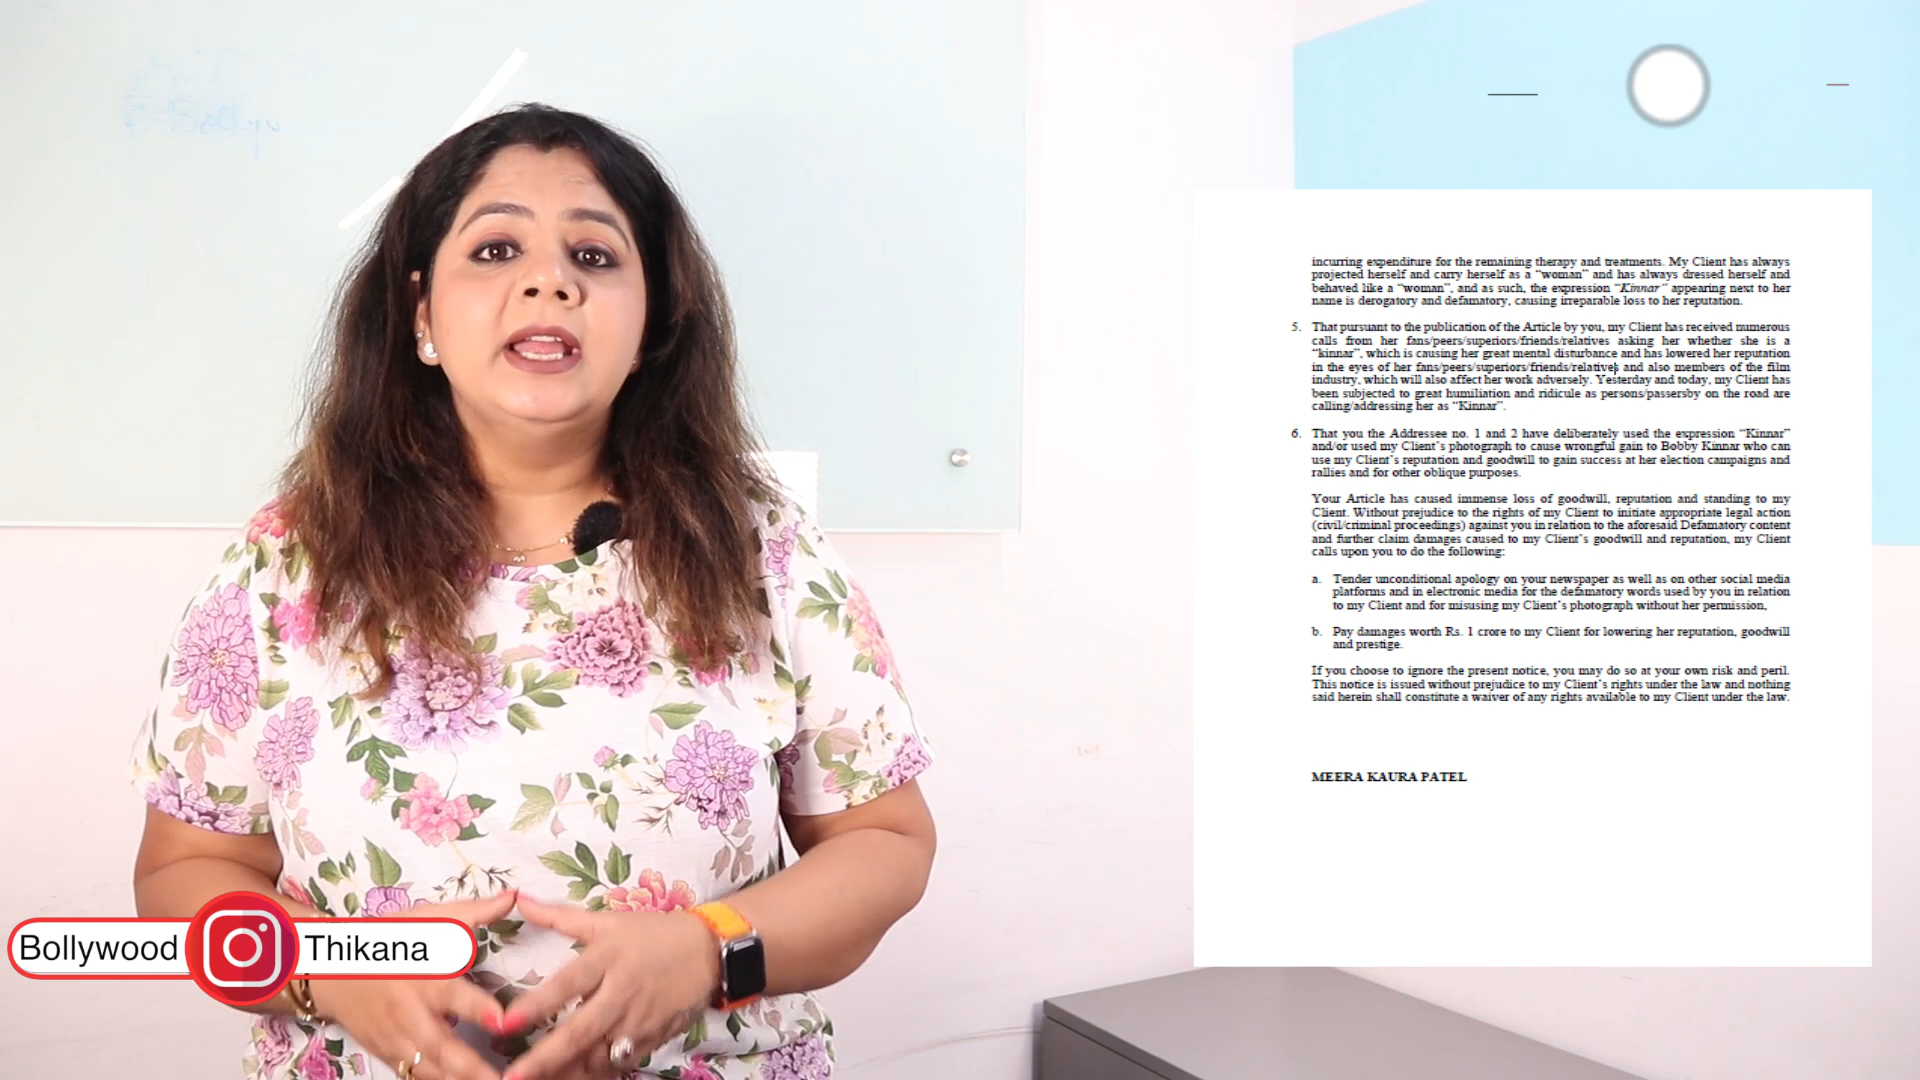 incurring expenditure for the remaining therapy and treatments. My Client has always
projected herself and carry herself as a “woman” and has always dressed herself and
behaved like a “woman”, and as such, the expression “Kinnar” appearing next to her
name is derogatory and defamatory, causing irreparable loss to her reputation.
5. That pursuant to the publication of the Article by you, my Client has received numerous
calls from her fans/peers/superiors/friends/relatives asking her whether she is a
“kinnar”, which is causing her great mental disturbance and has lowered her reputation
in the eyes of her fans/peers/superiors/friends/relatives and also members of the film
industry, which will also affect her work adversely. Yesterday and today, my Client has
been subjected to great humiliation and ridicule as persons/passersby on the road are
calling/addressing her as “Kinnar”.
6. That you the Addressee no. 1 and 2 have deliberately used the expression “Kinnar”
and/or used my Client’s photograph to cause wrongful gain to Bobby Kinnar who can
use my Client’s reputation and goodwill to gain success at her election campaigns and
rallies and for other oblique purposes.
Your Article has caused immense loss of goodwill, reputation and standing to my
Client. Without prejudice to the rights of my Client to initiate appropriate legal action
(civil/criminal proceedings) against you in relation to the aforesaid Defamatory content
and further claim damages caused to my Client’s goodwill and reputation, my Client
calls upon you to do the following:
a. Tender unconditional apology on your newspaper as well as on other social media
platforms and in electronic media for the defamatory words used by you in relation
to my Client and for misusing my Client’s photograph without her permission,
b. Pay damages worth Rs. 1 crore to my Client for lowering her reputation, goodwill
and prestige.
If you choose to ignore the present notice, you may do so at your own risk and peril.
This notice is issued without prejudice to my Client’s rights under the law and nothing
said herein shall constitute a waiver of any rights available to my Client under the law.
MEERA KAURA PATEL
Bollywood Thikana